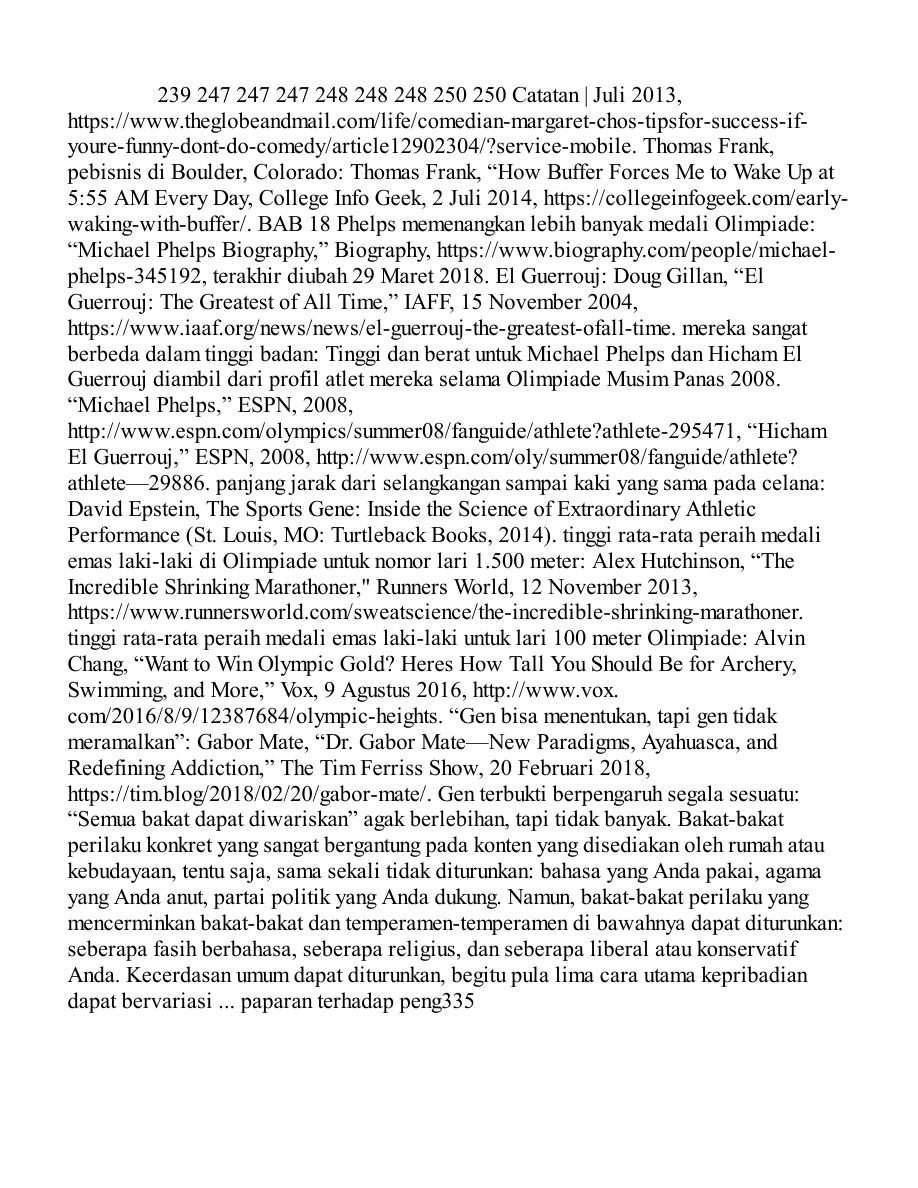 239 247 247 247 248 248 248 250 250 Catatan | Juli 2013,
https://www.theglobeandmail.com/life/comedian-margaret-chos-tipsfor-success-if-
youre-funny-dont-do-comedy/article12902304/?service-mobile. Thomas Frank,
pebisnis di Boulder, Colorado: Thomas Frank, “How Buffer Forces Me to Wake Up at
5:55 AM Every Day, College Info Geek, 2 Juli 2014, https://collegeinfogeek.com/early-
waking-with-buffer/. BAB 18 Phelps memenangkan lebih banyak medali Olimpiade:
“Michael Phelps Biography,” Biography, https://www.biography.com/people/michael-
phelps-345192, terakhir diubah 29 Maret 2018. El Guerrouj: Doug Gillan, “El
Guerrouj: The Greatest of All Time,” IAFF, 15 November 2004,
https://www.iaaf.org/news/news/el-guerrouj-the-greatest-ofall-time. mereka sangat
berbeda dalam tinggi badan: Tinggi dan berat untuk Michael Phelps dan Hicham El
Guerrouj diambil dari profil atlet mereka selama Olimpiade Musim Panas 2008.
“Michael Phelps,” ESPN, 2008,
http://www.espn.com/olympics/summer08/fanguide/athlete?athlete-295471, “Hicham
El Guerrouj,” ESPN, 2008, http://www.espn.com/oly/summer08/fanguide/athlete?
athlete—29886. panjang jarak dari selangkangan sampai kaki yang sama pada celana:
David Epstein, The Sports Gene: Inside the Science of Extraordinary Athletic
Performance (St. Louis, MO: Turtleback Books, 2014). tinggi rata-rata peraih medali
emas laki-laki di Olimpiade untuk nomor lari 1.500 meter: Alex Hutchinson, “The
Incredible Shrinking Marathoner," Runners World, 12 November 2013,
https://www.runnersworld.com/sweatscience/the-incredible-shrinking-marathoner.
tinggi rata-rata peraih medali emas laki-laki untuk lari 100 meter Olimpiade: Alvin
Chang, “Want to Win Olympic Gold? Heres How Tall You Should Be for Archery,
Swimming, and More,” Vox, 9 Agustus 2016, http://www.vox.
com/2016/8/9/12387684/olympic-heights. “Gen bisa menentukan, tapi gen tidak
meramalkan”: Gabor Mate, “Dr. Gabor Mate—New Paradigms, Ayahuasca, and
Redefining Addiction,” The Tim Ferriss Show, 20 Februari 2018,
https://tim.blog/2018/02/20/gabor-mate/. Gen terbukti berpengaruh segala sesuatu:
“Semua bakat dapat diwariskan” agak berlebihan, tapi tidak banyak. Bakat-bakat
perilaku konkret yang sangat bergantung pada konten yang disediakan oleh rumah atau
kebudayaan, tentu saja, sama sekali tidak diturunkan: bahasa yang Anda pakai, agama
yang Anda anut, partai politik yang Anda dukung. Namun, bakat-bakat perilaku yang
mencerminkan bakat-bakat dan temperamen-temperamen di bawahnya dapat diturunkan:
seberapa fasih berbahasa, seberapa religius, dan seberapa liberal atau konservatif
Anda. Kecerdasan umum dapat diturunkan, begitu pula lima cara utama kepribadian
dapat bervariasi ... paparan terhadap peng335